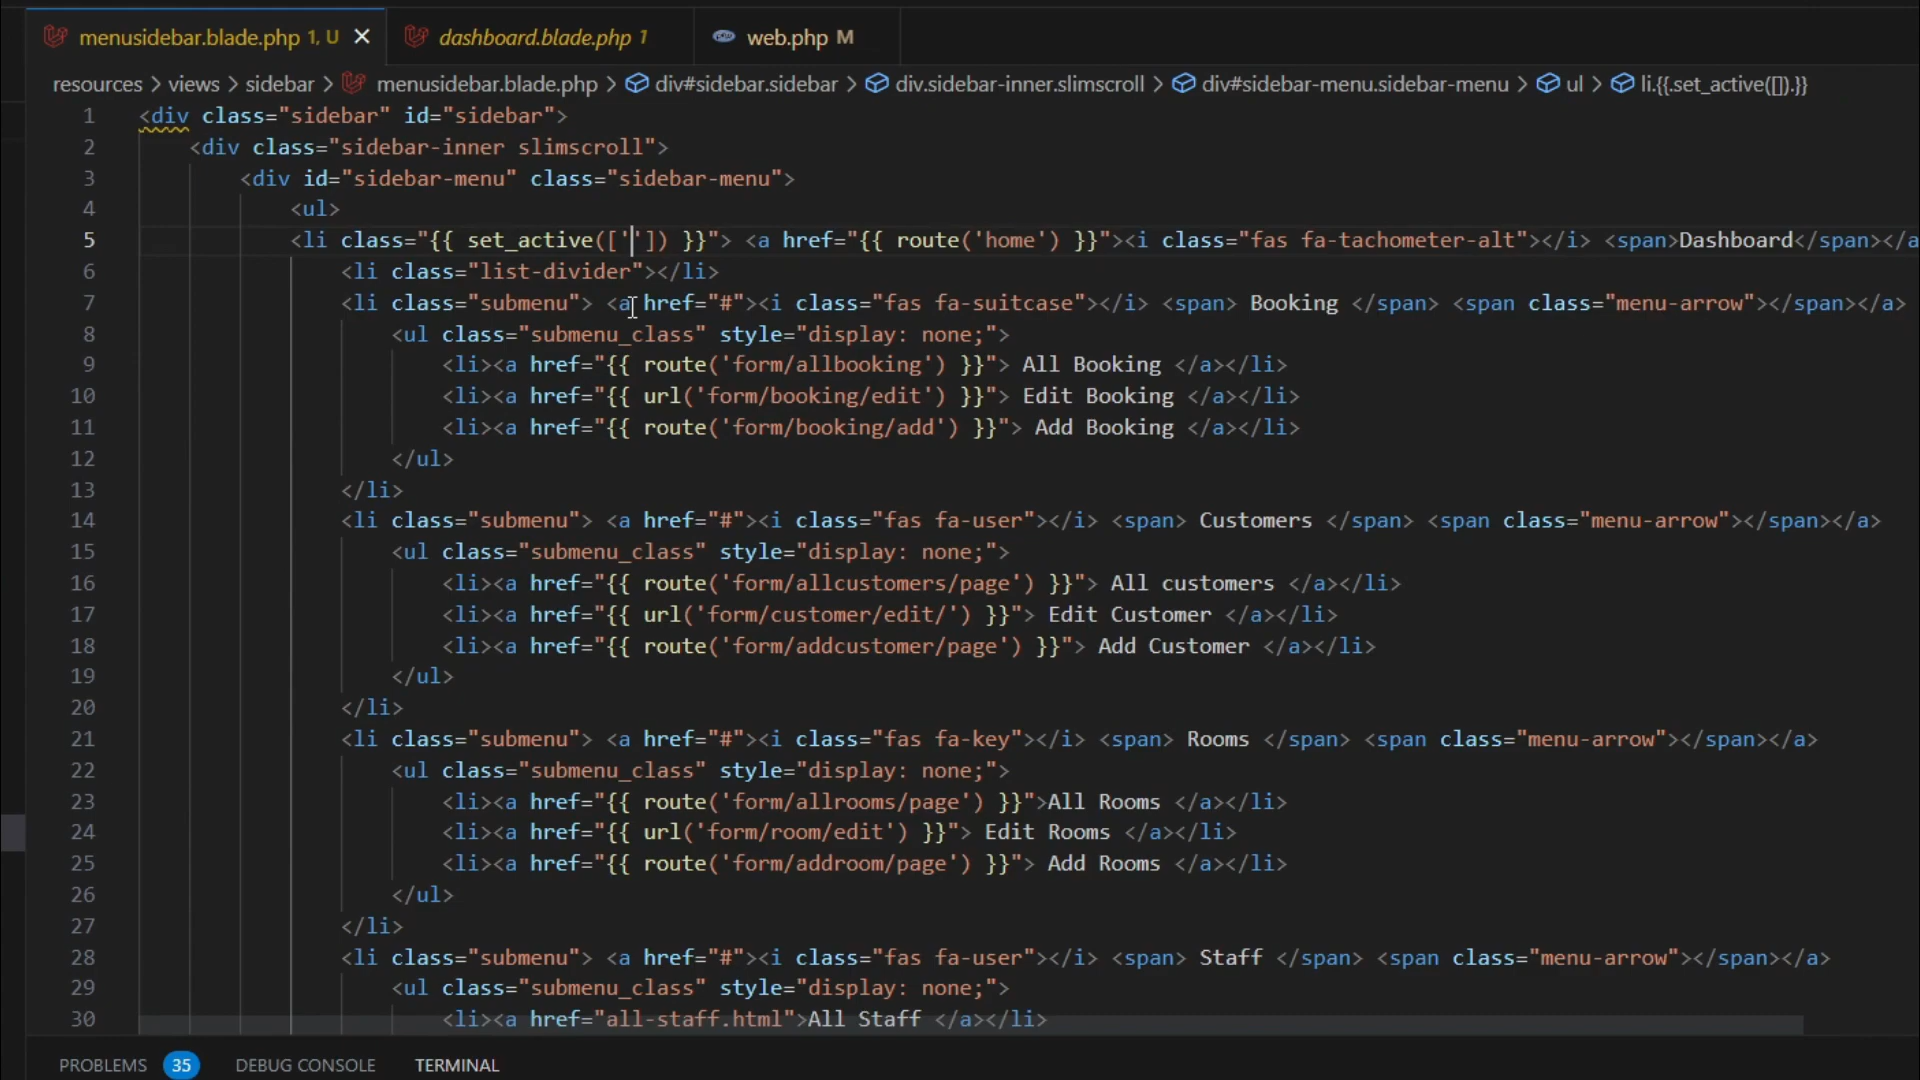 menusidebar.blade.php 1, U
dashboard.blade.php 1
web.php M
resources > views > sidebar > menusidebar.blade.php > div#sidebar.sidebar > div.sidebar-inner.slimscroll > div#sidebar-menu.sidebar-menu > ul > li.{{.set_active([]).}}
1 <div class="sidebar" id="sidebar">
2 <div class="sidebar-inner slimscroll">
3 <div id="sidebar-menu" class="sidebar-menu">
4 <ul>
5 <li class="{{ set_active(['']) }}"> <a href="{{ route('home') }}"><i class="fas fa-tachometer-alt"></i> <span>Dashboard</span></a
6 <li class="list-divider"></li>
7 <li class="submenu"> <a href="#"><i class="fas fa-suitcase"></i> <span> Booking </span> <span class="menu-arrow"></span></a>
8 <ul class="submenu_class" style="display: none;">
9 <li><a href="{{ route('form/allbooking') }}"> All Booking </a></li>
10 <li><a href="{{ url('form/booking/edit') }}"> Edit Booking </a></li>
11 <li><a href="{{ route('form/booking/add') }}"> Add Booking </a></li>
12 </ul>
13 </li>
14 <li class="submenu"> <a href="#"><i class="fas fa-user"></i> <span> Customers </span> <span class="menu-arrow"></span></a>
15 <ul class="submenu_class" style="display: none;">
16 <li><a href="{{ route('form/allcustomers/page') }}"> All customers </a></li>
17 <li><a href="{{ url('form/customer/edit/') }}"> Edit Customer </a></li>
18 <li><a href="{{ route('form/addcustomer/page') }}"> Add Customer </a></li>
19 </ul>
20 </li>
21 <li class="submenu"> <a href="#"><i class="fas fa-key"></i> <span> Rooms </span> <span class="menu-arrow"></span></a>
22 <ul class="submenu_class" style="display: none;">
23 <li><a href="{{ route('form/allrooms/page') }}">All Rooms </a></li>
24 <li><a href="{{ url('form/room/edit') }}"> Edit Rooms </a></li>
25 <li><a href="{{ route('form/addroom/page') }}"> Add Rooms </a></li>
26 </ul>
27 </li>
28 <li class="submenu"> <a href="#"><i class="fas fa-user"></i> <span> Staff </span> <span class="menu-arrow"></span></a>
29 <ul class="submenu_class" style="display: none;">
30 <li><a href="all-staff.html">All Staff </a></li>
PROBLEMS 35 DEBUG CONSOLE TERMINAL